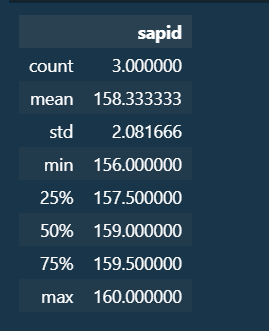 sapid
count 3.000000
mean 158.333333
std 2.081666
min 156.000000
25% 157.500000
50% 159.000000
75% 159.500000
max 160.000000